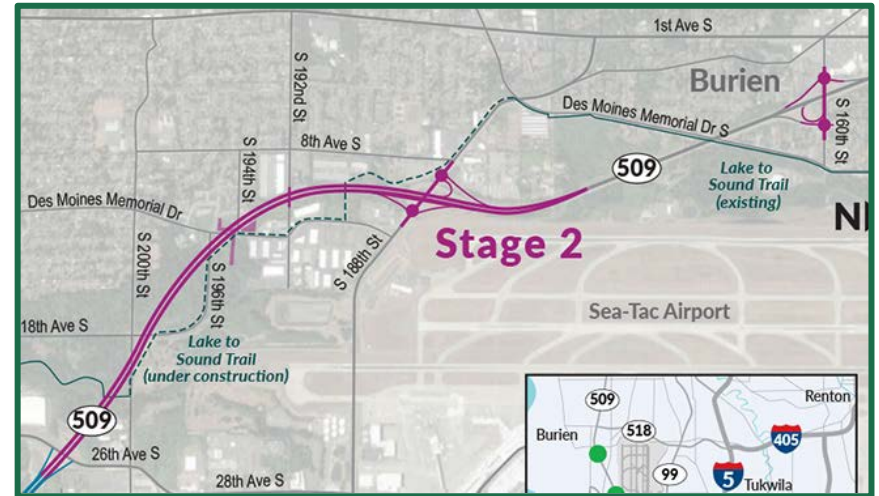 1st Ave S
Burien
S 192nd St
Des Moines Memorial Dr S
S 160th St
8th Ave S
S 194th St
509
Lake to
Sound Trail
(existing)
Des Moines Memorial Dr
Stage 2
S 200th St
S 196th St
S 188th St
Sea-Tac Airport
18th Ave S
Lake to
Sound Trail
(under construction)
509
26th Ave S
28th Ave S
509
Renton
Burien
518
405
99
5
Tukwila